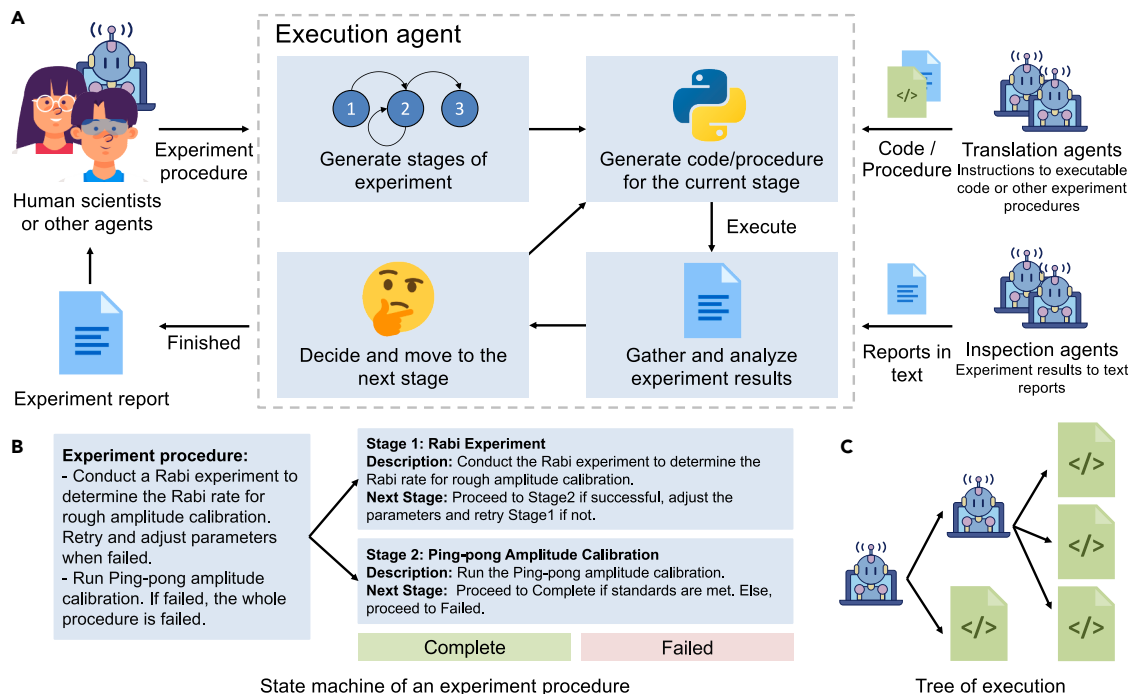 A
Execution agent
1
2
3
Generate stages of
experiment
Generate code/procedure
for the current stage
Execute
Decide and move to the
next stage
Gather and analyze
experiment results
Experiment
procedure
Human scientists
or other agents
Finished
Experiment report
</>
Code /
Procedure
Translation agents
Instructions to executable
code or other experiment
procedures
Reports in
text
Inspection agents
Experiment results to text
reports
B
Experiment procedure:
- Conduct a Rabi experiment to
determine the Rabi rate for
rough amplitude calibration.
Retry and adjust parameters
when failed.
- Run Ping-pong amplitude
calibration. If failed, the whole
procedure is failed.
Stage 1: Rabi Experiment
Description: Conduct the Rabi experiment to determine the
Rabi rate for rough amplitude calibration.
Next Stage: Proceed to Stage2 if successful, adjust the
parameters and retry Stage1 if not.
Stage 2: Ping-pong Amplitude Calibration
Description: Run the Ping-pong amplitude calibration.
Next Stage: Proceed to Complete if standards are met. Else,
proceed to Failed.
Complete
Failed
State machine of an experiment procedure
C
</>
</>
</>
</>
Tree of execution